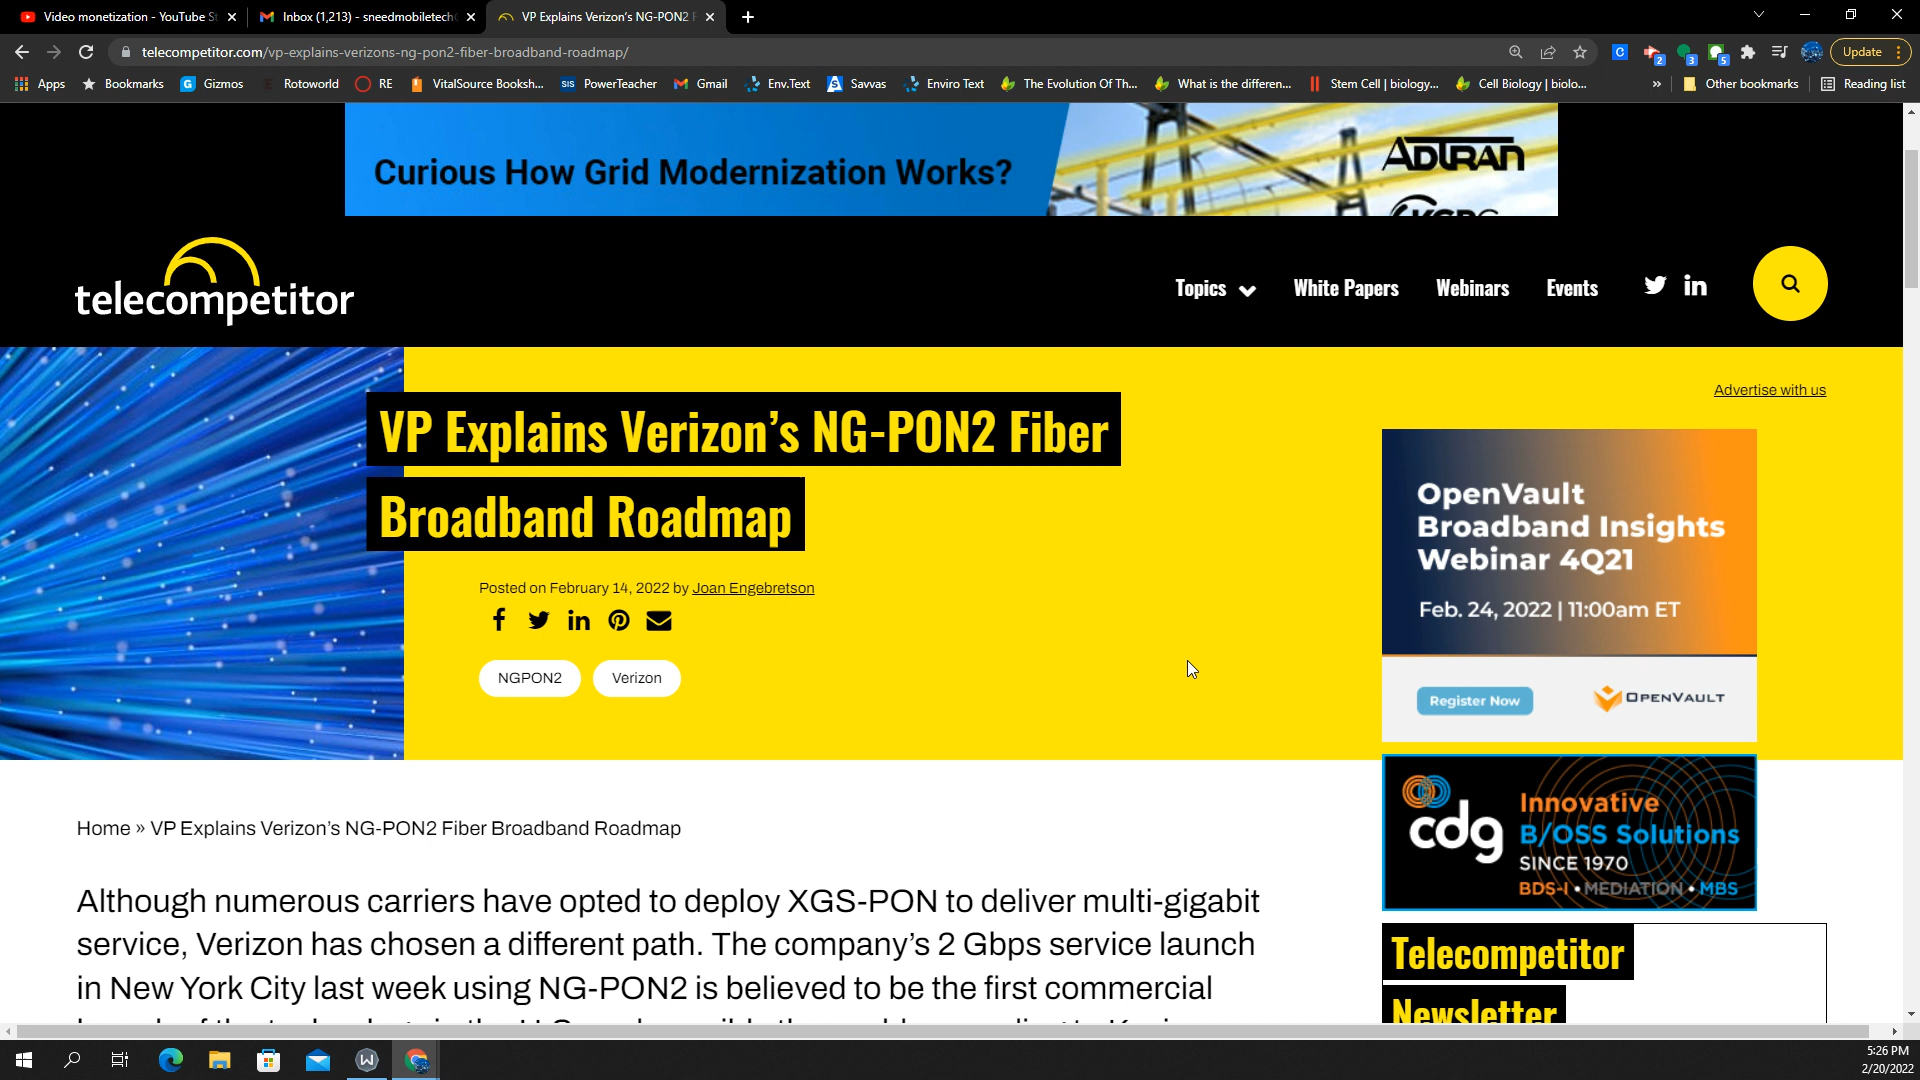 Video monetization - YouTube S
Inbox (1,213) - sneedmobiletech
VP Explains Verizon's NG-PON2 F
telecompetitor.com/vp-explains-verizons-ng-pon2-fiber-broadband-roadmap/
2
3
5
Update
Apps
Bookmarks
Gizmos
Rotoworld
RE
VitalSource Booksh...
SIS PowerTeacher
Gmail
Env.Text
Savvas
Enviro Text
The Evolution Of Th...
What is the differen...
Stem Cell | biology...
Cell Biology | biolo...
»
Other bookmarks
Reading list
Curious How Grid Modernization Works?
ADTRAN
telecompetitor
Topics
White Papers
Webinars
Events
Advertise with us
VP Explains Verizon’s NG-PON2 Fiber
Broadband Roadmap
Posted on February 14, 2022 by Joan Engebretson
NGPON2
Verizon
OpenVault
Broadband Insights
Webinar 4Q21
Feb. 24, 2022 | 11:00am ET
Register Now
OPENVAULT
cdg
Innovative
B/OSS Solutions
SINCE 1970
BDS-I • MEDIATION • MBS
Home » VP Explains Verizon’s NG-PON2 Fiber Broadband Roadmap
Although numerous carriers have opted to deploy XGS-PON to deliver multi-gigabit
service, Verizon has chosen a different path. The company’s 2 Gbps service launch
in New York City last week using NG-PON2 is believed to be the first commercial
Telecompetitor
Newsletter
5:26 PM
2/20/2022